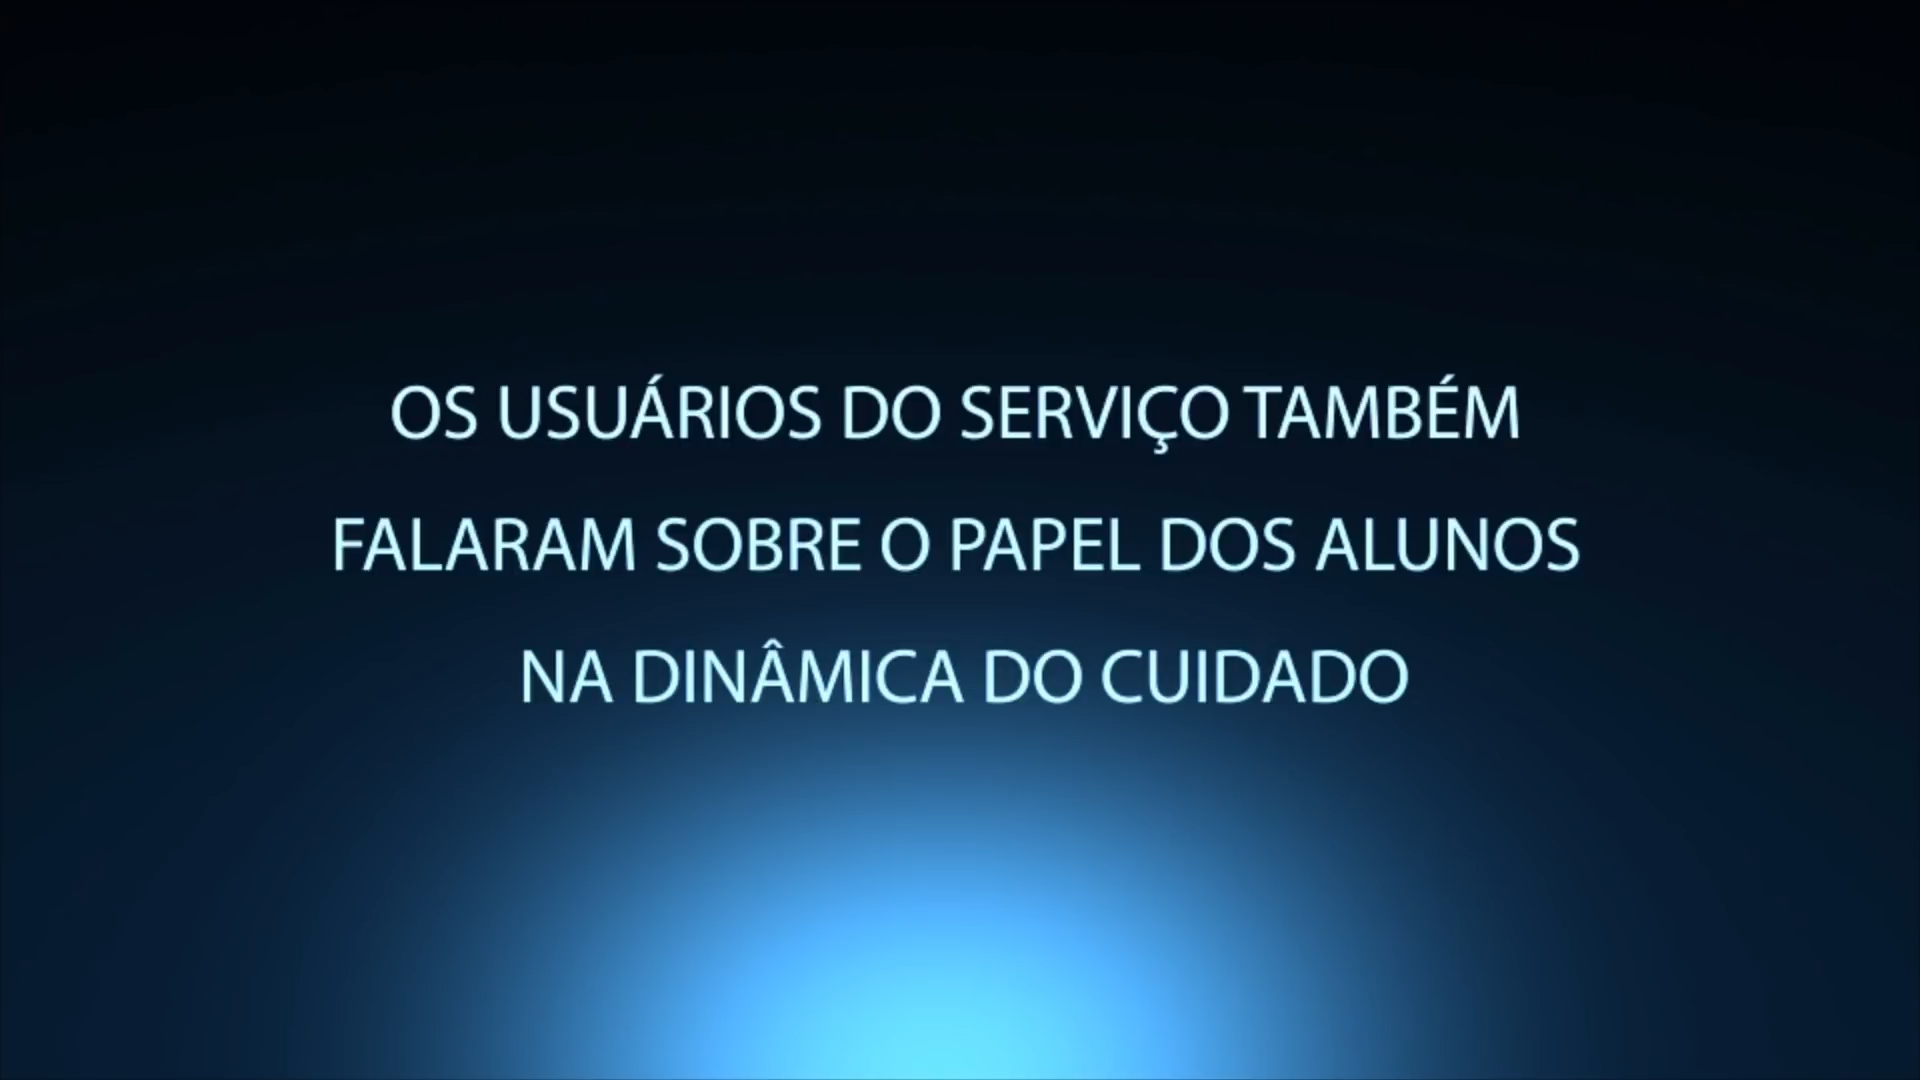 OS USUÁRIOS DO SERVIÇO TAMBÉM
FALARAM SOBRE O PAPEL DOS ALUNOS
NA DINÂMICA DO CUIDADO